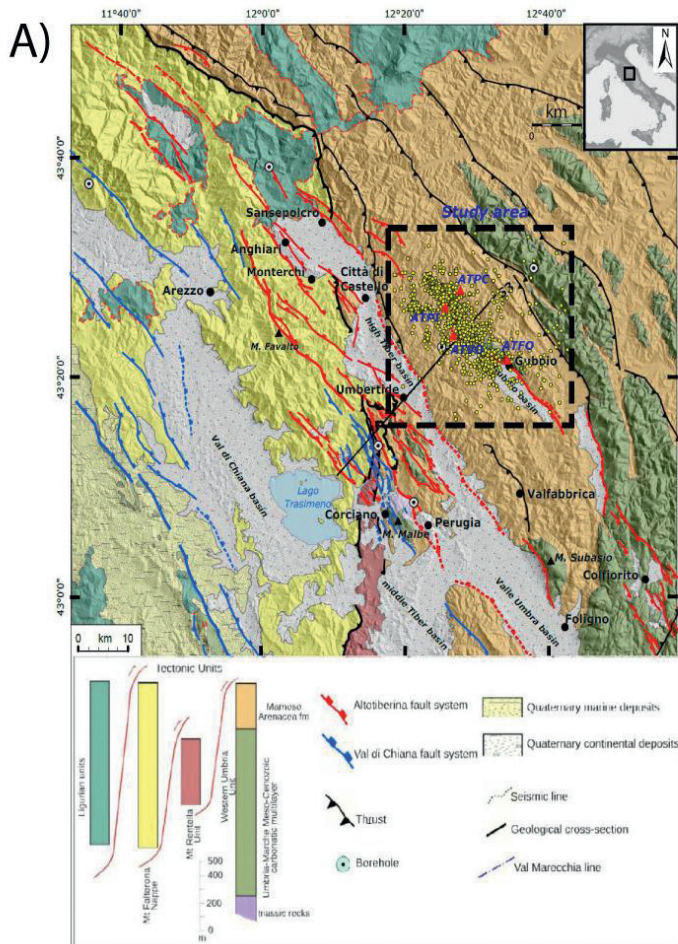 A)
11°40'0"
12°0'0"
12°20'0"
12°40'0"
N
km
43°40'0"
43°20'0"
43°0'0"
Study area
Sansepolcro
Anghiari
Monterchi
Città di
Castello
Arezzo
M. Favalto
high Tiber basin
ATPC
ATPI
ATVO
ATFO
Gubbio
Umbertide
Val di Chiana basin
Lago
Trasimeno
Corciano
M. Malbe
Perugia
Valfabbrica
M. Subasio
Colfiorito
Foligno
middle Tiber basin
Valle Umbra basin
km
0 10
Tectonic Units
Ligurian units
Mt Falterona
Nappe
Mt Rentella
Unit
Western Umbria
Unit
Umbria-Marche Meso-Cenozoic
carbonatic multilayer
Marnoso
Arenacea fm
triassic rocks
500
400
200
0
m
Altotiberina fault system
Val di Chiana fault system
Thrust
Borehole
Quaternary marine deposits
Quaternary continental deposits
Seismic line
Geological cross-section
Val Marecchia line